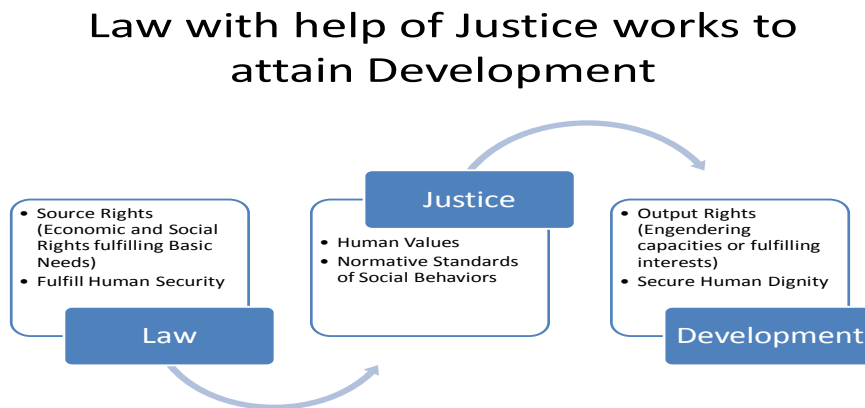 Law with help of Justice works to
attain Development
• Source Rights
(Economic and Social
Rights fulfilling Basic
Needs)
• Fulfill Human Security
Law
Justice
• Human Values
• Normative Standards
of Social Behaviors
• Output Rights
(Engendering
capacities or fulfilling
interests)
• Secure Human Dignity
Development